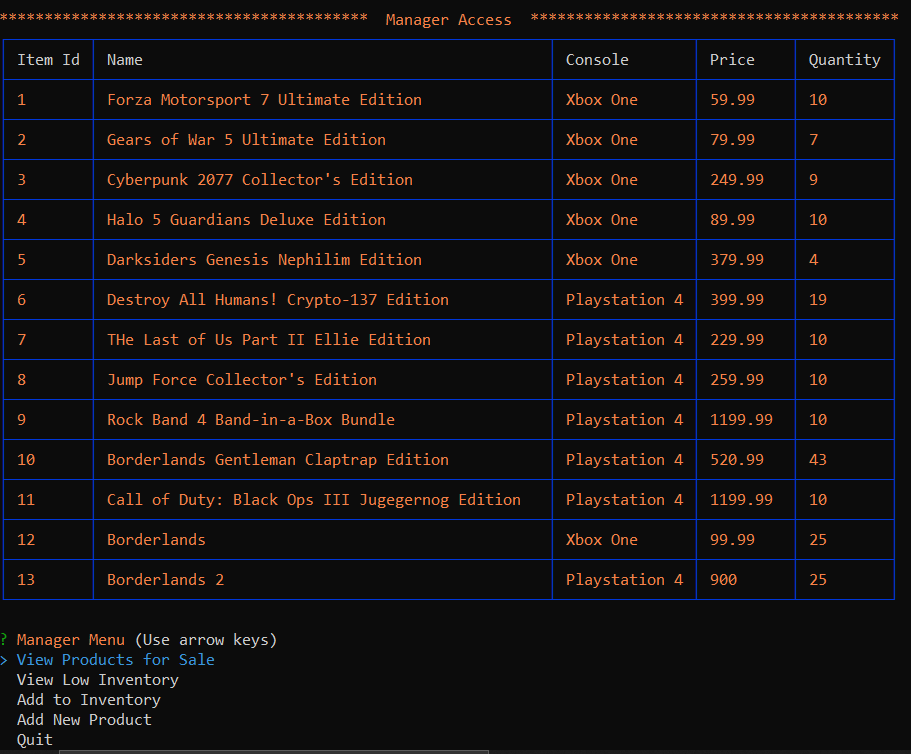 ***************************************** Manager Access *****************************************
Item Id Name Console Price Quantity
1 Forza Motorsport 7 Ultimate Edition Xbox One 59.99 10
2 Gears of War 5 Ultimate Edition Xbox One 79.99 7
3 Cyberpunk 2077 Collector's Edition Xbox One 249.99 9
4 Halo 5 Guardians Deluxe Edition Xbox One 89.99 10
5 Darksiders Genesis Nephilim Edition Xbox One 379.99 4
6 Destroy All Humans! Crypto-137 Edition Playstation 4 399.99 19
7 THe Last of Us Part II Ellie Edition Playstation 4 229.99 10
8 Jump Force Collector's Edition Playstation 4 259.99 10
9 Rock Band 4 Band-in-a-Box Bundle Playstation 4 1199.99 10
10 Borderlands Gentleman Claptrap Edition Playstation 4 520.99 43
11 Call of Duty: Black Ops III Jugegernog Edition Playstation 4 1199.99 10
12 Borderlands Xbox One 99.99 25
13 Borderlands 2 Playstation 4 900 25
? Manager Menu (Use arrow keys)
> View Products for Sale
View Low Inventory
Add to Inventory
Add New Product
Quit